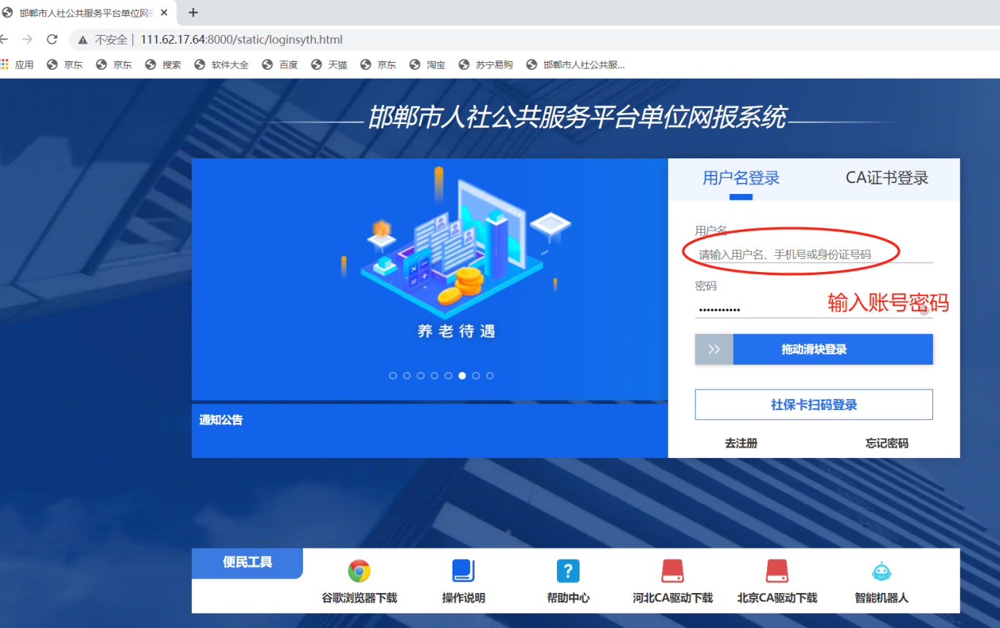 邯郸市人社公共服务平台单位网报
不安全 | 111.62.17.64:8000/static/loginsyth.html
应用 京东 京东 搜索 软件大全 百度 天猫 京东 淘宝 苏宁易购 邯郸市人社公共服...
邯郸市人社公共服务平台单位网报系统
用户名登录 CA证书登录
用户名
请输入用户名、手机号或身份证号码
密码
输入账号密码
•••••••••••
拖动滑块登录
养老待遇
社保卡扫码登录
通知公告
去注册 忘记密码
便民工具
谷歌浏览器下载 操作说明 帮助中心 河北CA驱动下载 北京CA驱动下载 智能机器人